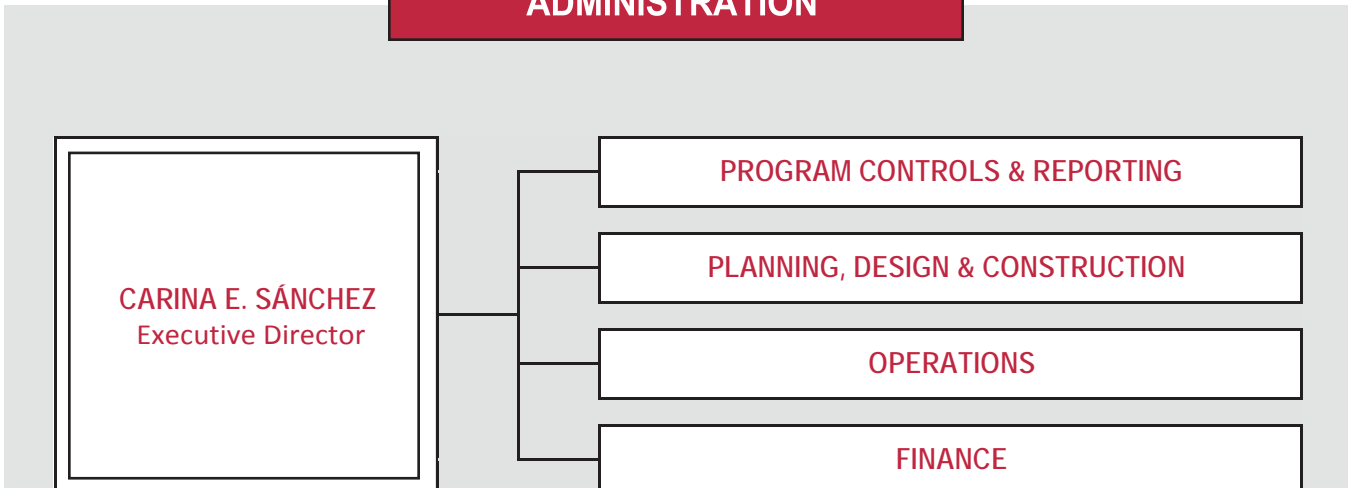 ADMINISTRATION
CARINA E. SÁNCHEZ
Executive Director
PROGRAM CONTROLS & REPORTING
PLANNING, DESIGN & CONSTRUCTION
OPERATIONS
FINANCE